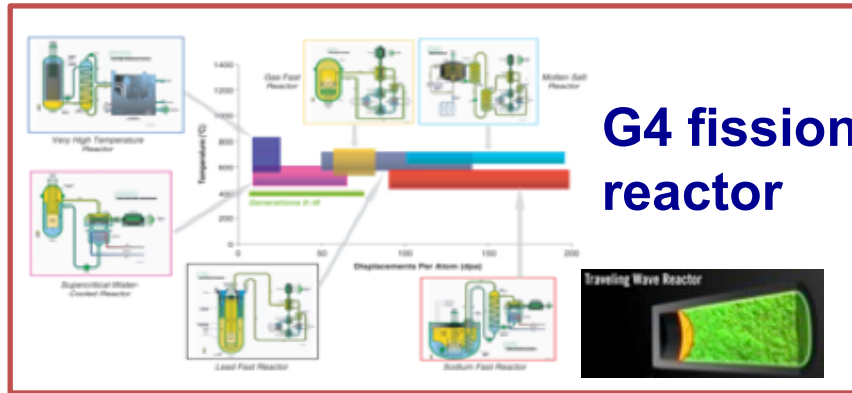 1400
1200
1000
800
600
400
200
0
0
50
100
150
200
Temperature (°C)
Displacements Per Atom (dpa)
Generations II–III
Very High Temperature
Reactor
Gas Fast
Reactor
Molten Salt
Reactor
Supercritical Water-
Cooled Reactor
Lead Fast Reactor
Sodium Fast Reactor
G4 fission
reactor
Traveling Wave Reactor